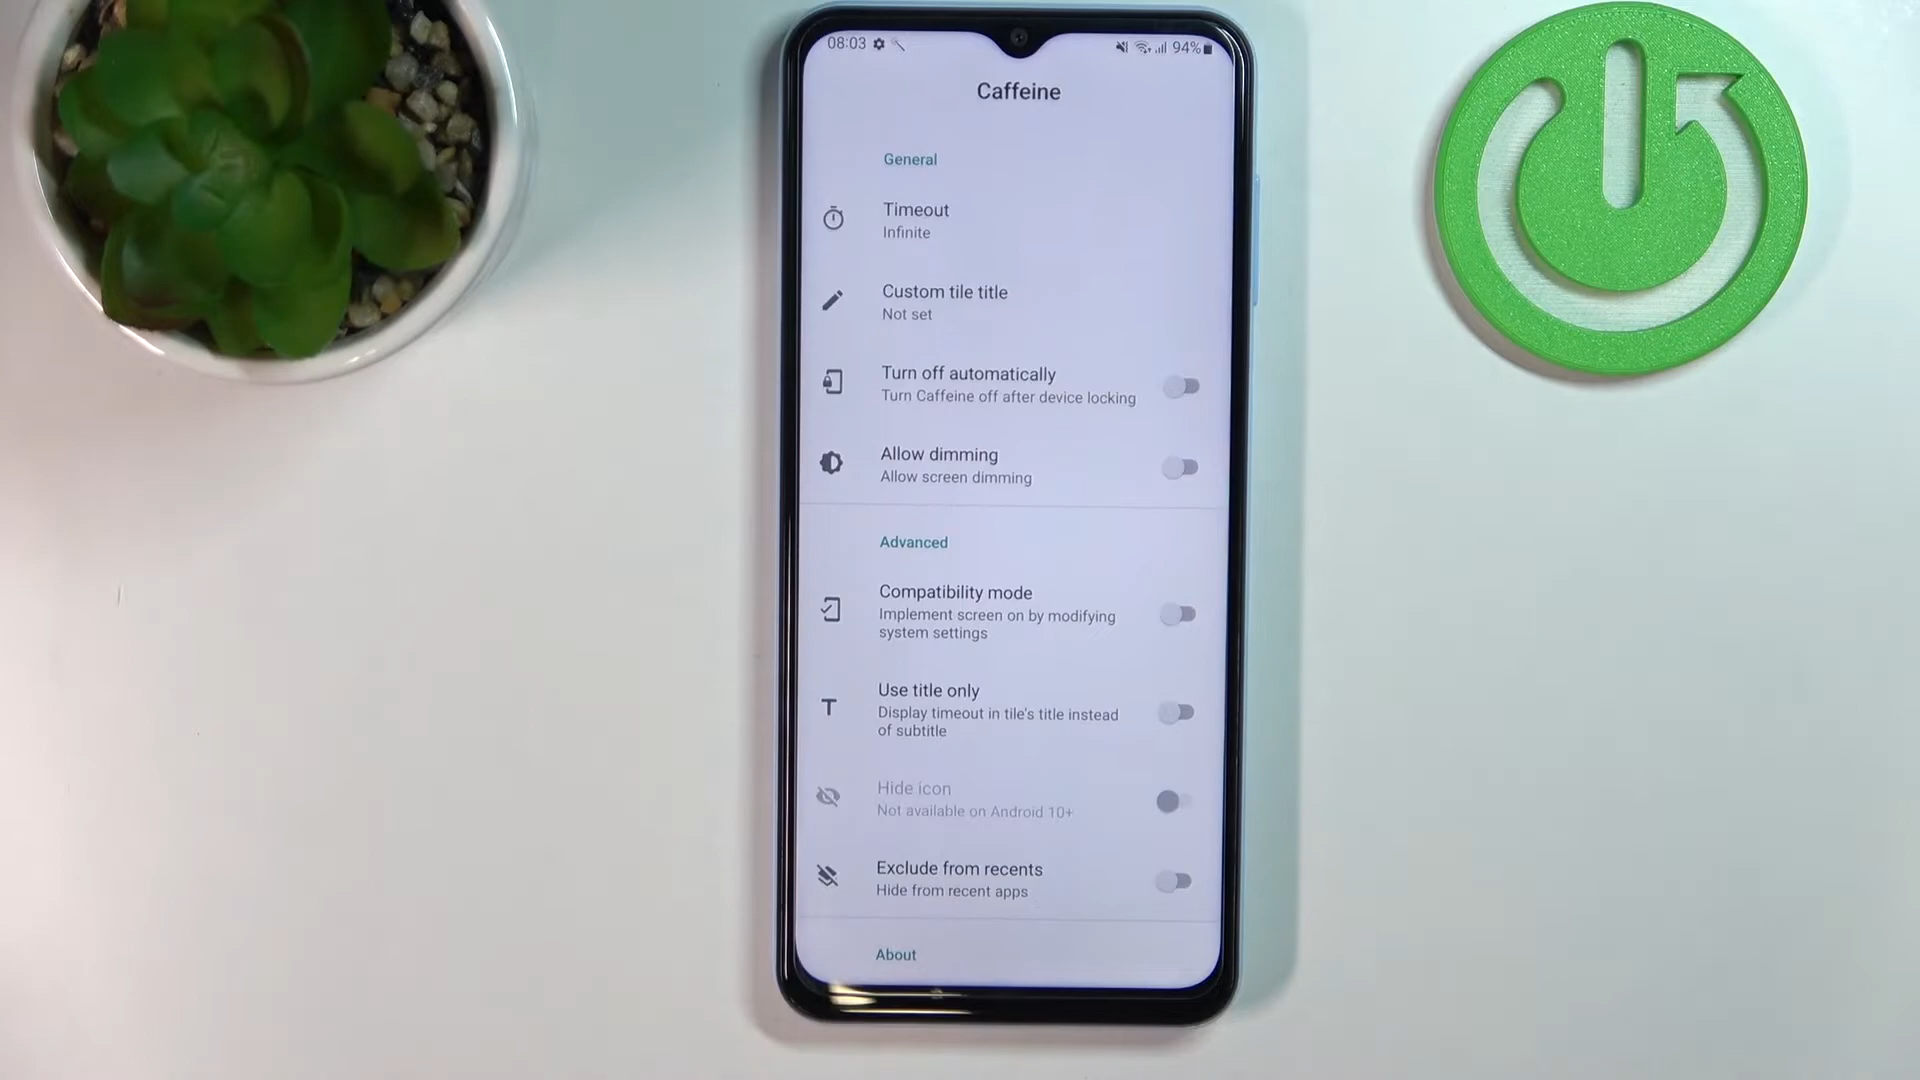 08:03
94%
Caffeine
General
Timeout
Infinite
Custom tile title
Not set
Turn off automatically
Turn Caffeine off after device locking
Allow dimming
Allow screen dimming
Advanced
Compatibility mode
Implement screen on by modifying
system settings
Use title only
Display timeout in tile's title instead
of subtitle
Hide icon
Not available on Android 10+
Exclude from recents
Hide from recent apps
About